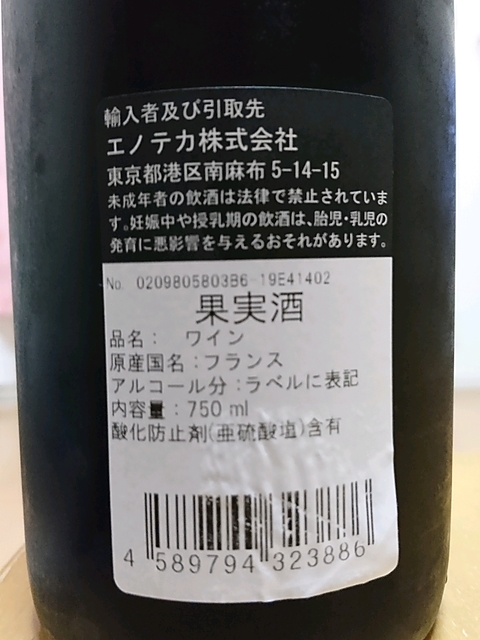 輸入者及び引取先
エノテカ株式会社
東京都港区南麻布 5-14-15
未成年者の飲酒は法律で禁止されていま
す。妊娠中や授乳期の飲酒は、胎児・乳児の
発育に悪影響を与えるおそれがあります。
No. 0209805803B6 19E41402
果実酒
品名： ワイン
原産国名：フランス
アルコール分：ラベルに表記
内容量：750 ml
酸化防止剤(亜硫酸塩)含有
4 589794 323886